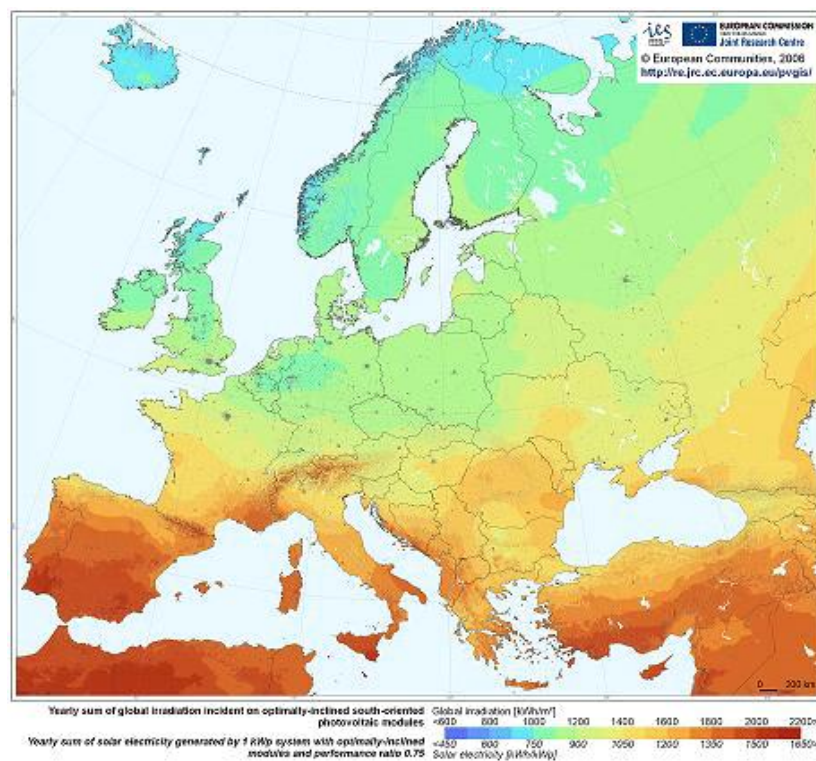 ies
EUROPEAN COMMISSION
Joint Research Centre
© European Communities, 2006
http://re.jrc.ec.europa.eu/pvgis/
0 200 km
Yearly sum of global irradiation incident on optimally-inclined south-oriented
photovoltaic modules
Yearly sum of solar electricity generated by 1 kWp system with optimally-inclined
modules and performance ratio 0.75
Global irradiation [kWh/m²]
<600 800 1000 1200 1400 1600 1800 2000 2200>
<450 600 750 900 1050 1200 1350 1500 1650>
Solar electricity [kWh/kWp]